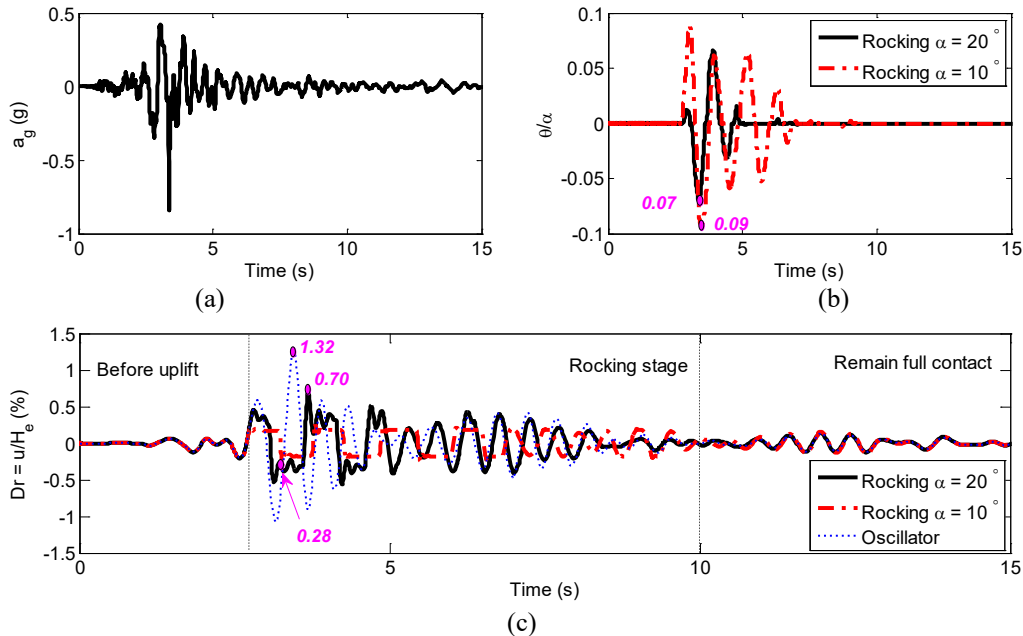 0.5
0
-0.5
-1
a_g (g)
0
5
10
15
Time (s)
(a)
0.1
0.05
0
-0.05
-0.1
θ/α
Rocking α = 20 °
Rocking α = 10 °
0.07
0.09
0
5
10
15
Time (s)
(b)
1.5
1
0.5
0
-0.5
-1
-1.5
Dr = u/H_e (%)
Before uplift
1.32
0.70
Rocking stage
Remain full contact
0.28
Rocking α = 20 °
Rocking α = 10 °
Oscillator
0
5
10
15
Time (s)
(c)